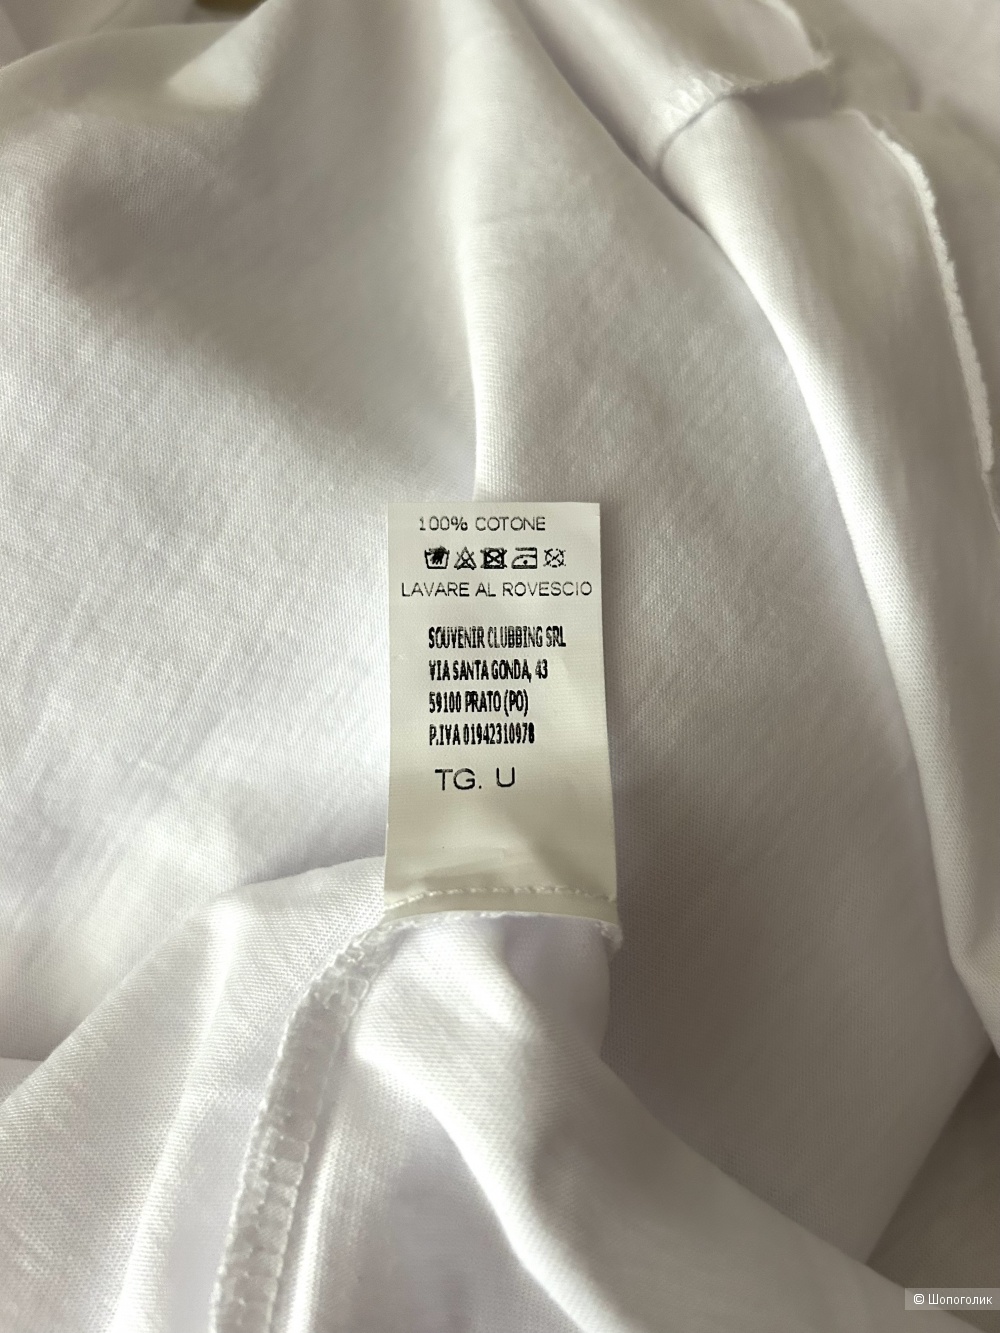 100% COTONE
LAVARE AL ROVESCIO
SOUVENIR CLUBBING SRL
VIA SANTA GONDA, 43
59100 PRATO (PO)
P.IVA 01942310978
TG. U
© Шопоголик